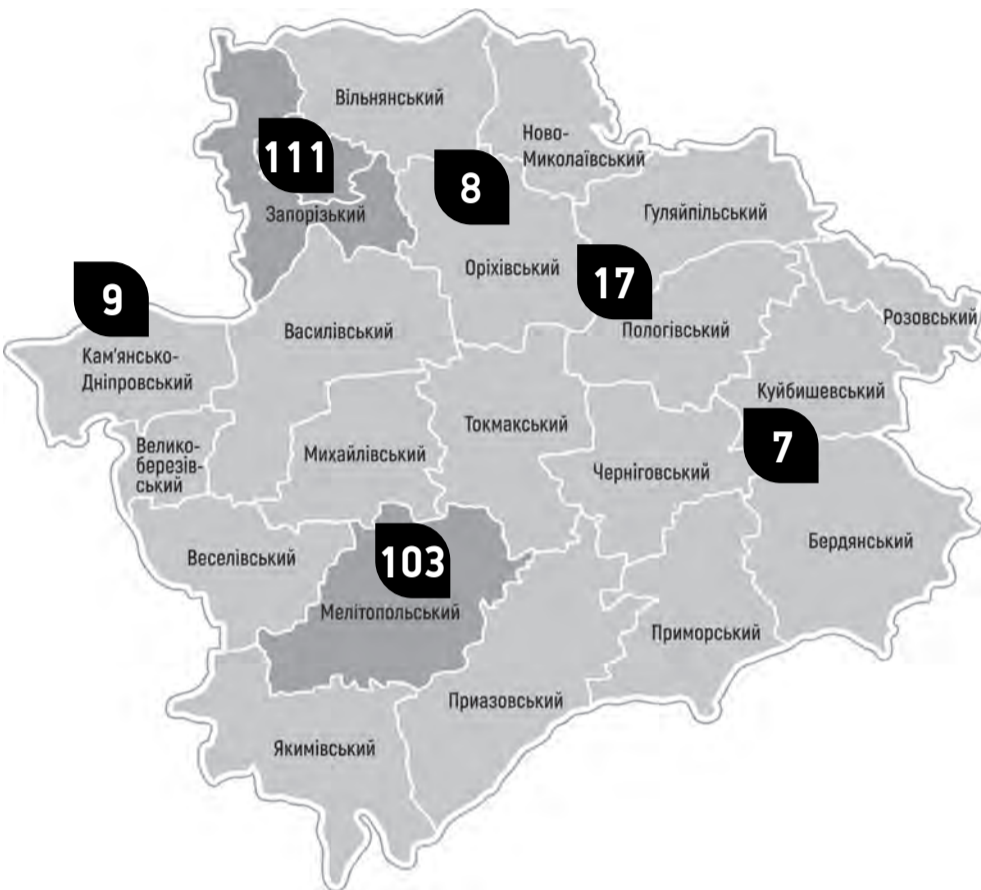 Вільнянський
Ново-
Миколаївський
111
8
Запорізький
Гуляйпільський
Оріхівський
17
9
Василівський
Пологівський
Розовський
Кам'янсько-
Дніпровський
Куйбишевський
Токмакський
7
Велико-
березів-
ський
Михайлівський
Черніговський
Веселівський
103
Бердянський
Мелітопольський
Приморський
Приазовський
Якимівський